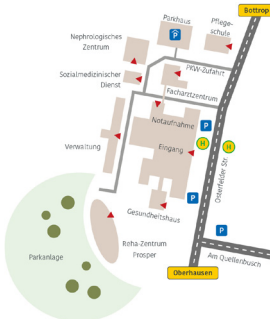 Bottrop
Parkhaus
P
Pflege-
schule
Nephrologisches
Zentrum
PKW-Zufahrt
Sozialmedizinischer
Dienst
Facharztzentrum
Notaufnahme
P
H
H
Verwaltung
Eingang
Osterfelder Str.
P
Gesundheitshaus
P
Reha-Zentrum
Prosper
Parkanlage
Am Quellenbusch
Oberhausen